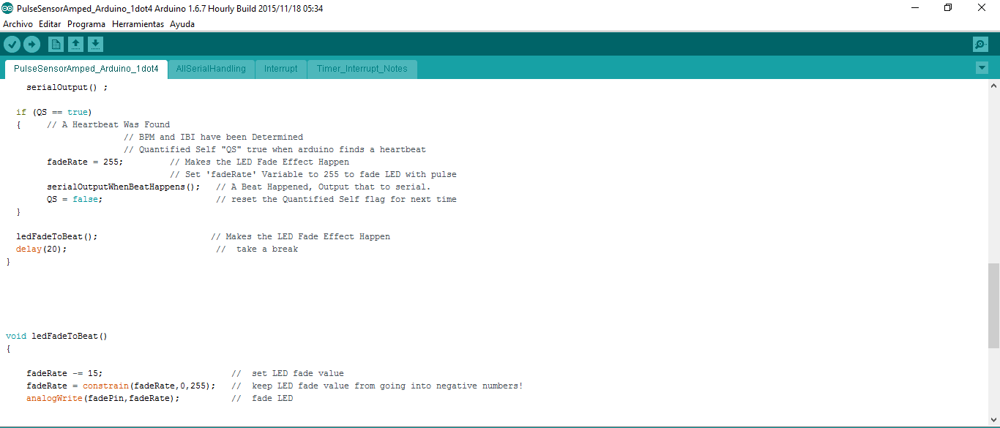 PulseSensorAmped_Arduino_1dot4 Arduino 1.6.7 Hourly Build 2015/11/18 05:34
Archivo Editar Programa Herramientas Ayuda
PulseSensorAmped_Arduino_1dot4 AllSerialHandling Interrupt Timer_Interrupt_Notes
serialOutput() ;
if (QS == true)
{ // A Heartbeat Was Found
// BPM and IBI have been Determined
// Quantified Self "QS" true when arduino finds a heartbeat
fadeRate = 255; // Makes the LED Fade Effect Happen
// Set 'fadeRate' Variable to 255 to fade LED with pulse
serialOutputWhenBeatHappens(); // A Beat Happened, Output that to serial.
QS = false; // reset the Quantified Self flag for next time
}
ledFadeToBeat(); // Makes the LED Fade Effect Happen
delay(20); // take a break
}
void ledFadeToBeat()
{
fadeRate -= 15; // set LED fade value
fadeRate = constrain(fadeRate,0,255); // keep LED fade value from going into negative numbers!
analogWrite(fadePin,fadeRate); // fade LED